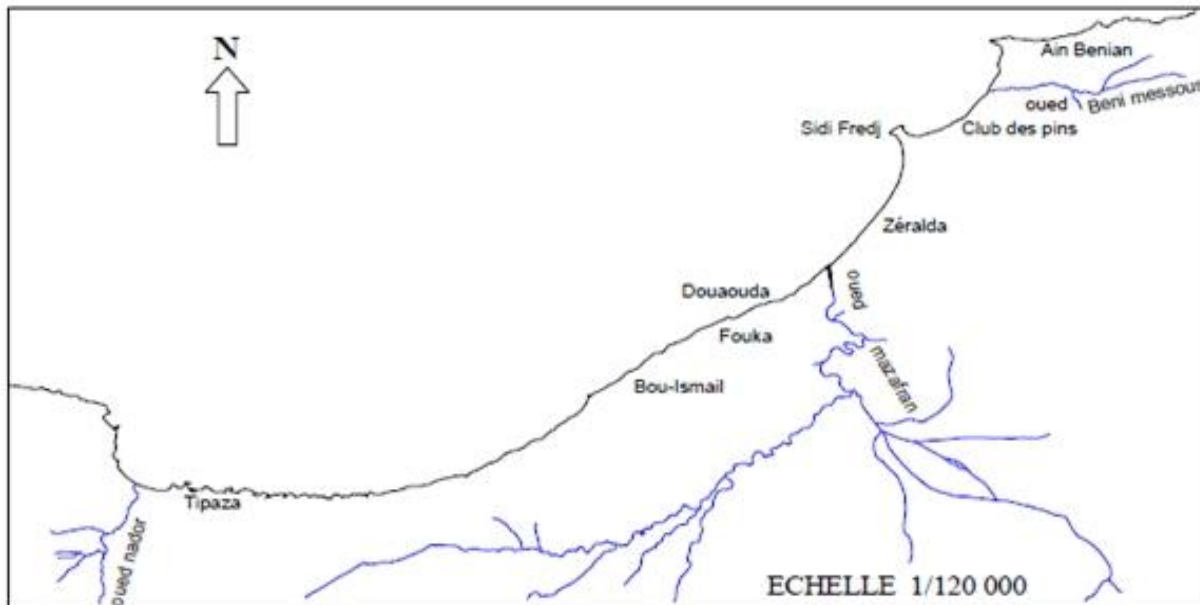 N
Ain Benian
oued
Beni messous
Sidi Fredj
Club des pins
Zéralda
oued
Douaouda
Fouka
mazafran
Bou-Ismail
Tipaza
oued nador
ECHELLE 1/120 000